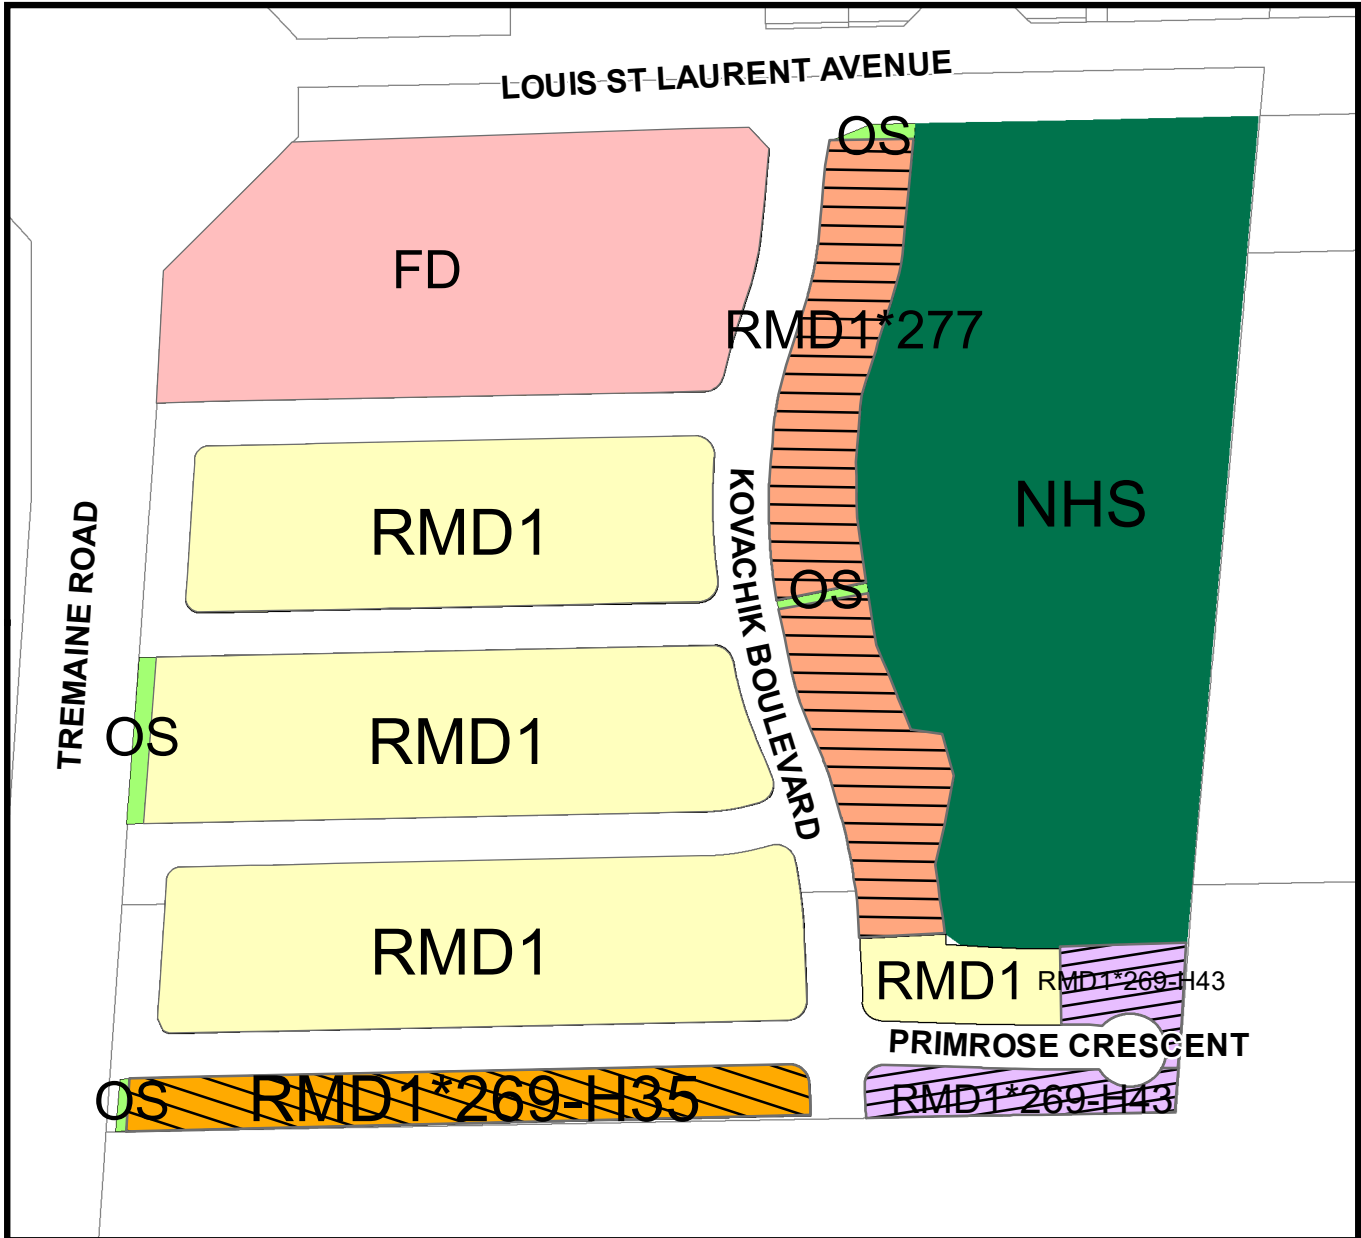 LOUIS ST LAURENT AVENUE
OS
FD
RMD1*277
NHS
RMD1
KOVACHIK BOULEVARD
TREMAINE ROAD
OS
OS
RMD1
RMD1
RMD1
RMD1*269-H43
PRIMROSE CRESCENT
OS
RMD1*269-H35
RMD1*269-H43